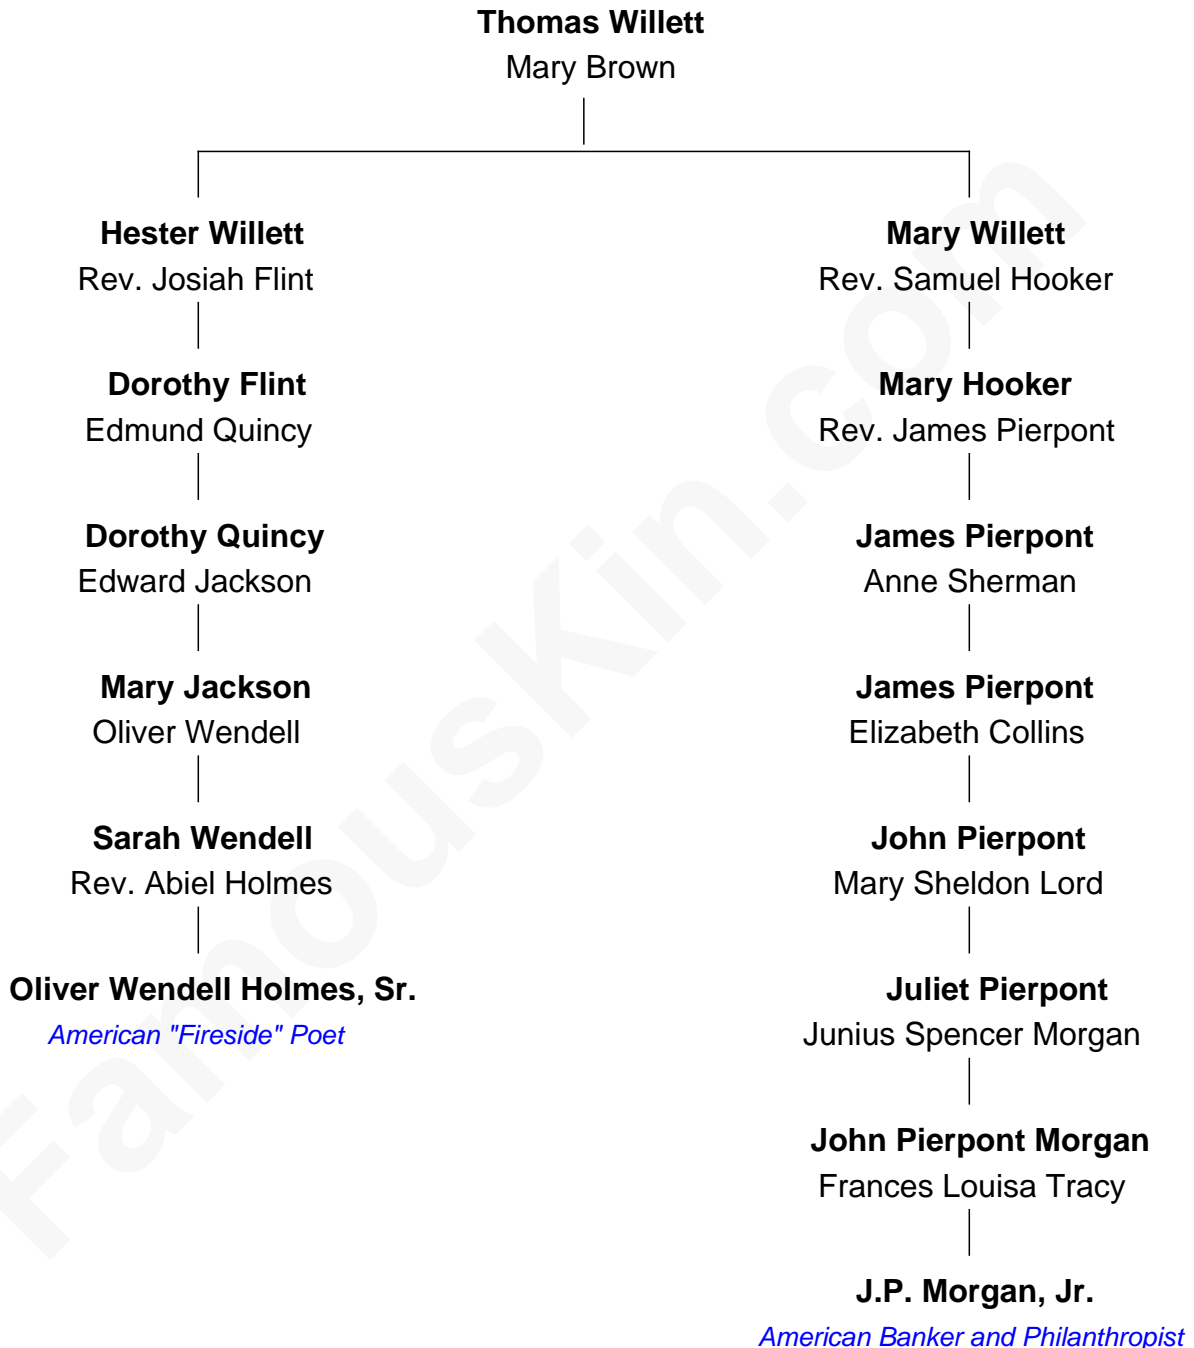 Thomas Willett
Mary Brown
Hester Willett
Rev. Josiah Flint
Dorothy Flint
Edmund Quincy
Dorothy Quincy
Edward Jackson
Mary Jackson
Oliver Wendell
Sarah Wendell
Rev. Abiel Holmes
Oliver Wendell Holmes, Sr.
American "Fireside" Poet
Mary Willett
Rev. Samuel Hooker
Mary Hooker
Rev. James Pierpont
James Pierpont
Anne Sherman
James Pierpont
Elizabeth Collins
John Pierpont
Mary Sheldon Lord
Juliet Pierpont
Junius Spencer Morgan
John Pierpont Morgan
Frances Louisa Tracy
J.P. Morgan, Jr.
American Banker and Philanthropist
FamousKin.com